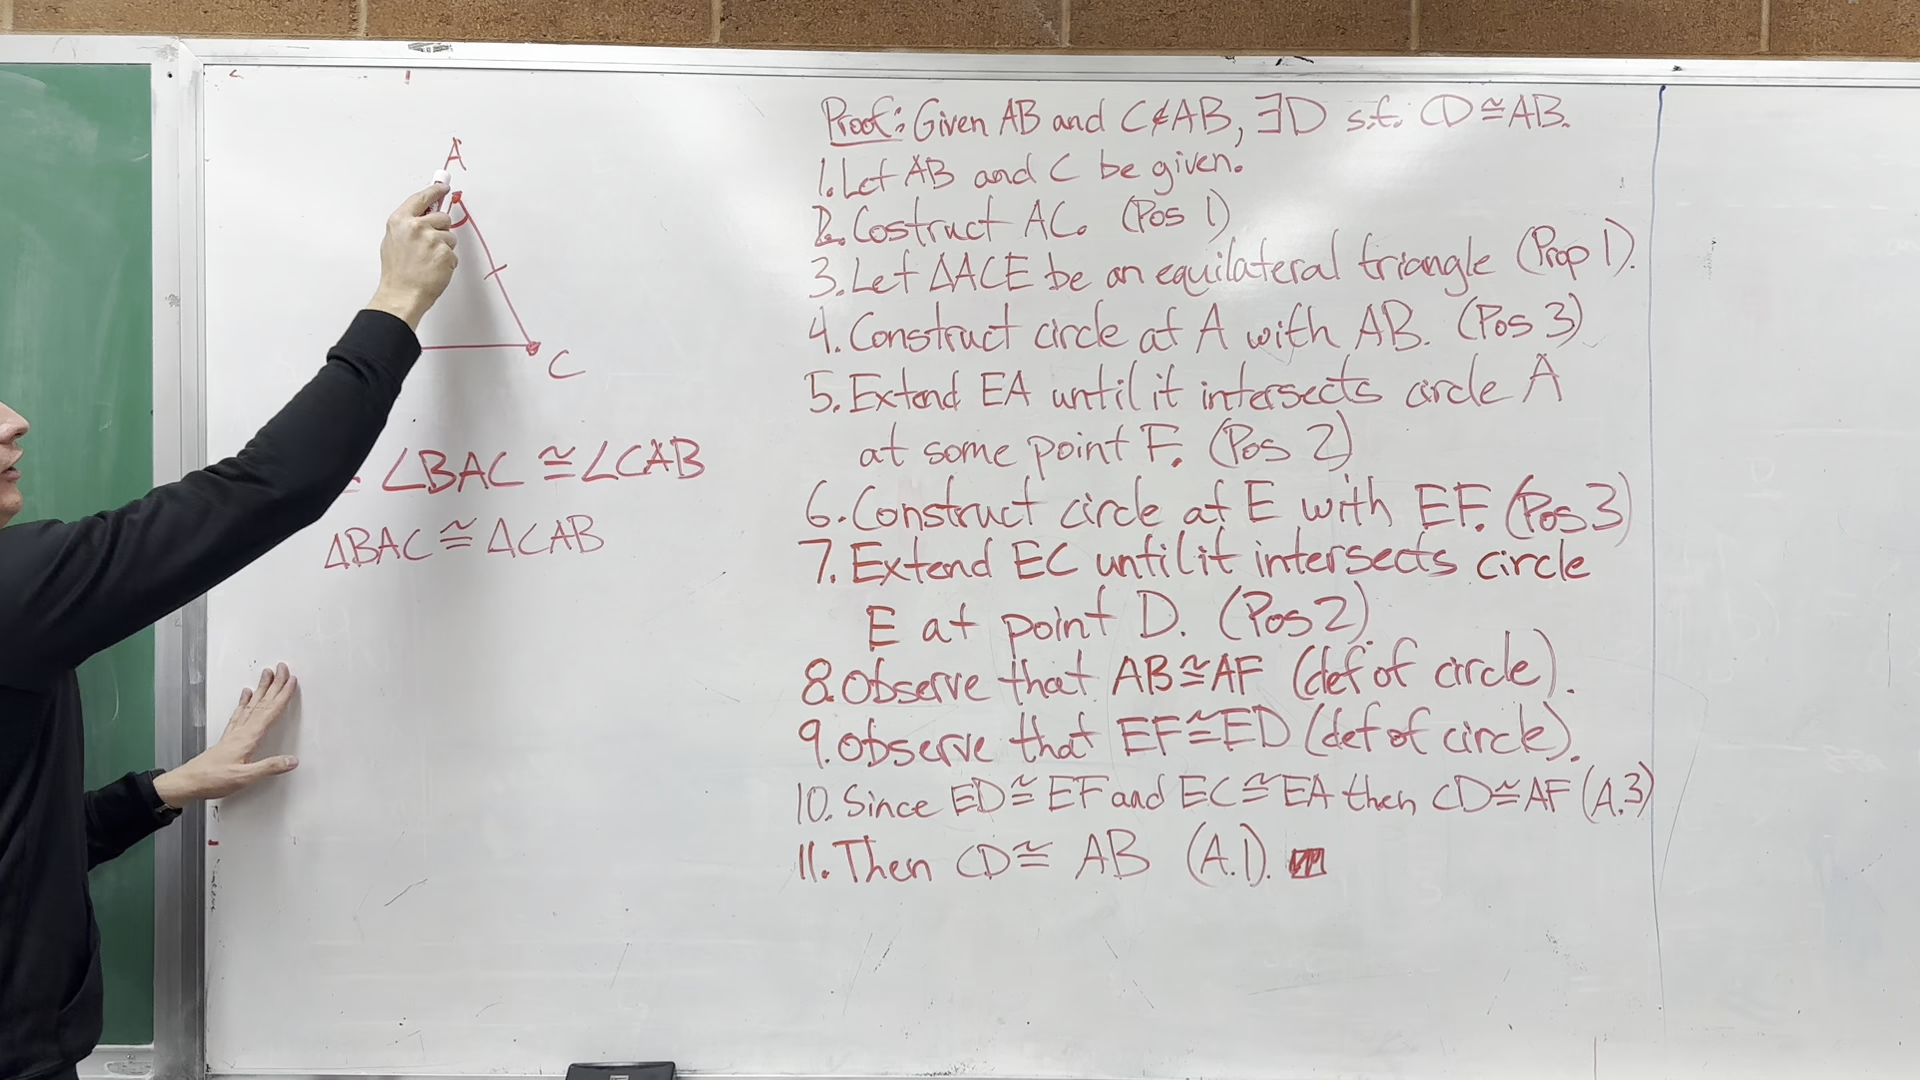 A
C
≅ ∠BAC ≅ ∠CAB
ΔBAC ≅ ΔCAB
Proof: Given AB and C∉AB, ∃D s.t. CD≅AB.
1. Let AB and C be given.
2. Costruct AC. (Pos 1)
3. Let ΔACE be an equilateral triangle (Prop 1).
4. Construct circle at A with AB. (Pos 3)
5. Extend EA until it intersects circle A
at some point F. (Pos 2)
6. Construct circle at E with EF. (Pos 3)
7. Extend EC until it intersects circle
E at point D. (Pos 2).
8. Observe that AB≅AF (def of circle).
9. Observe that EF≅ED (def of circle).
10. Since ED≅EF and EC≅EA then CD≅AF (A.3)
11. Then CD≅ AB (A.1).